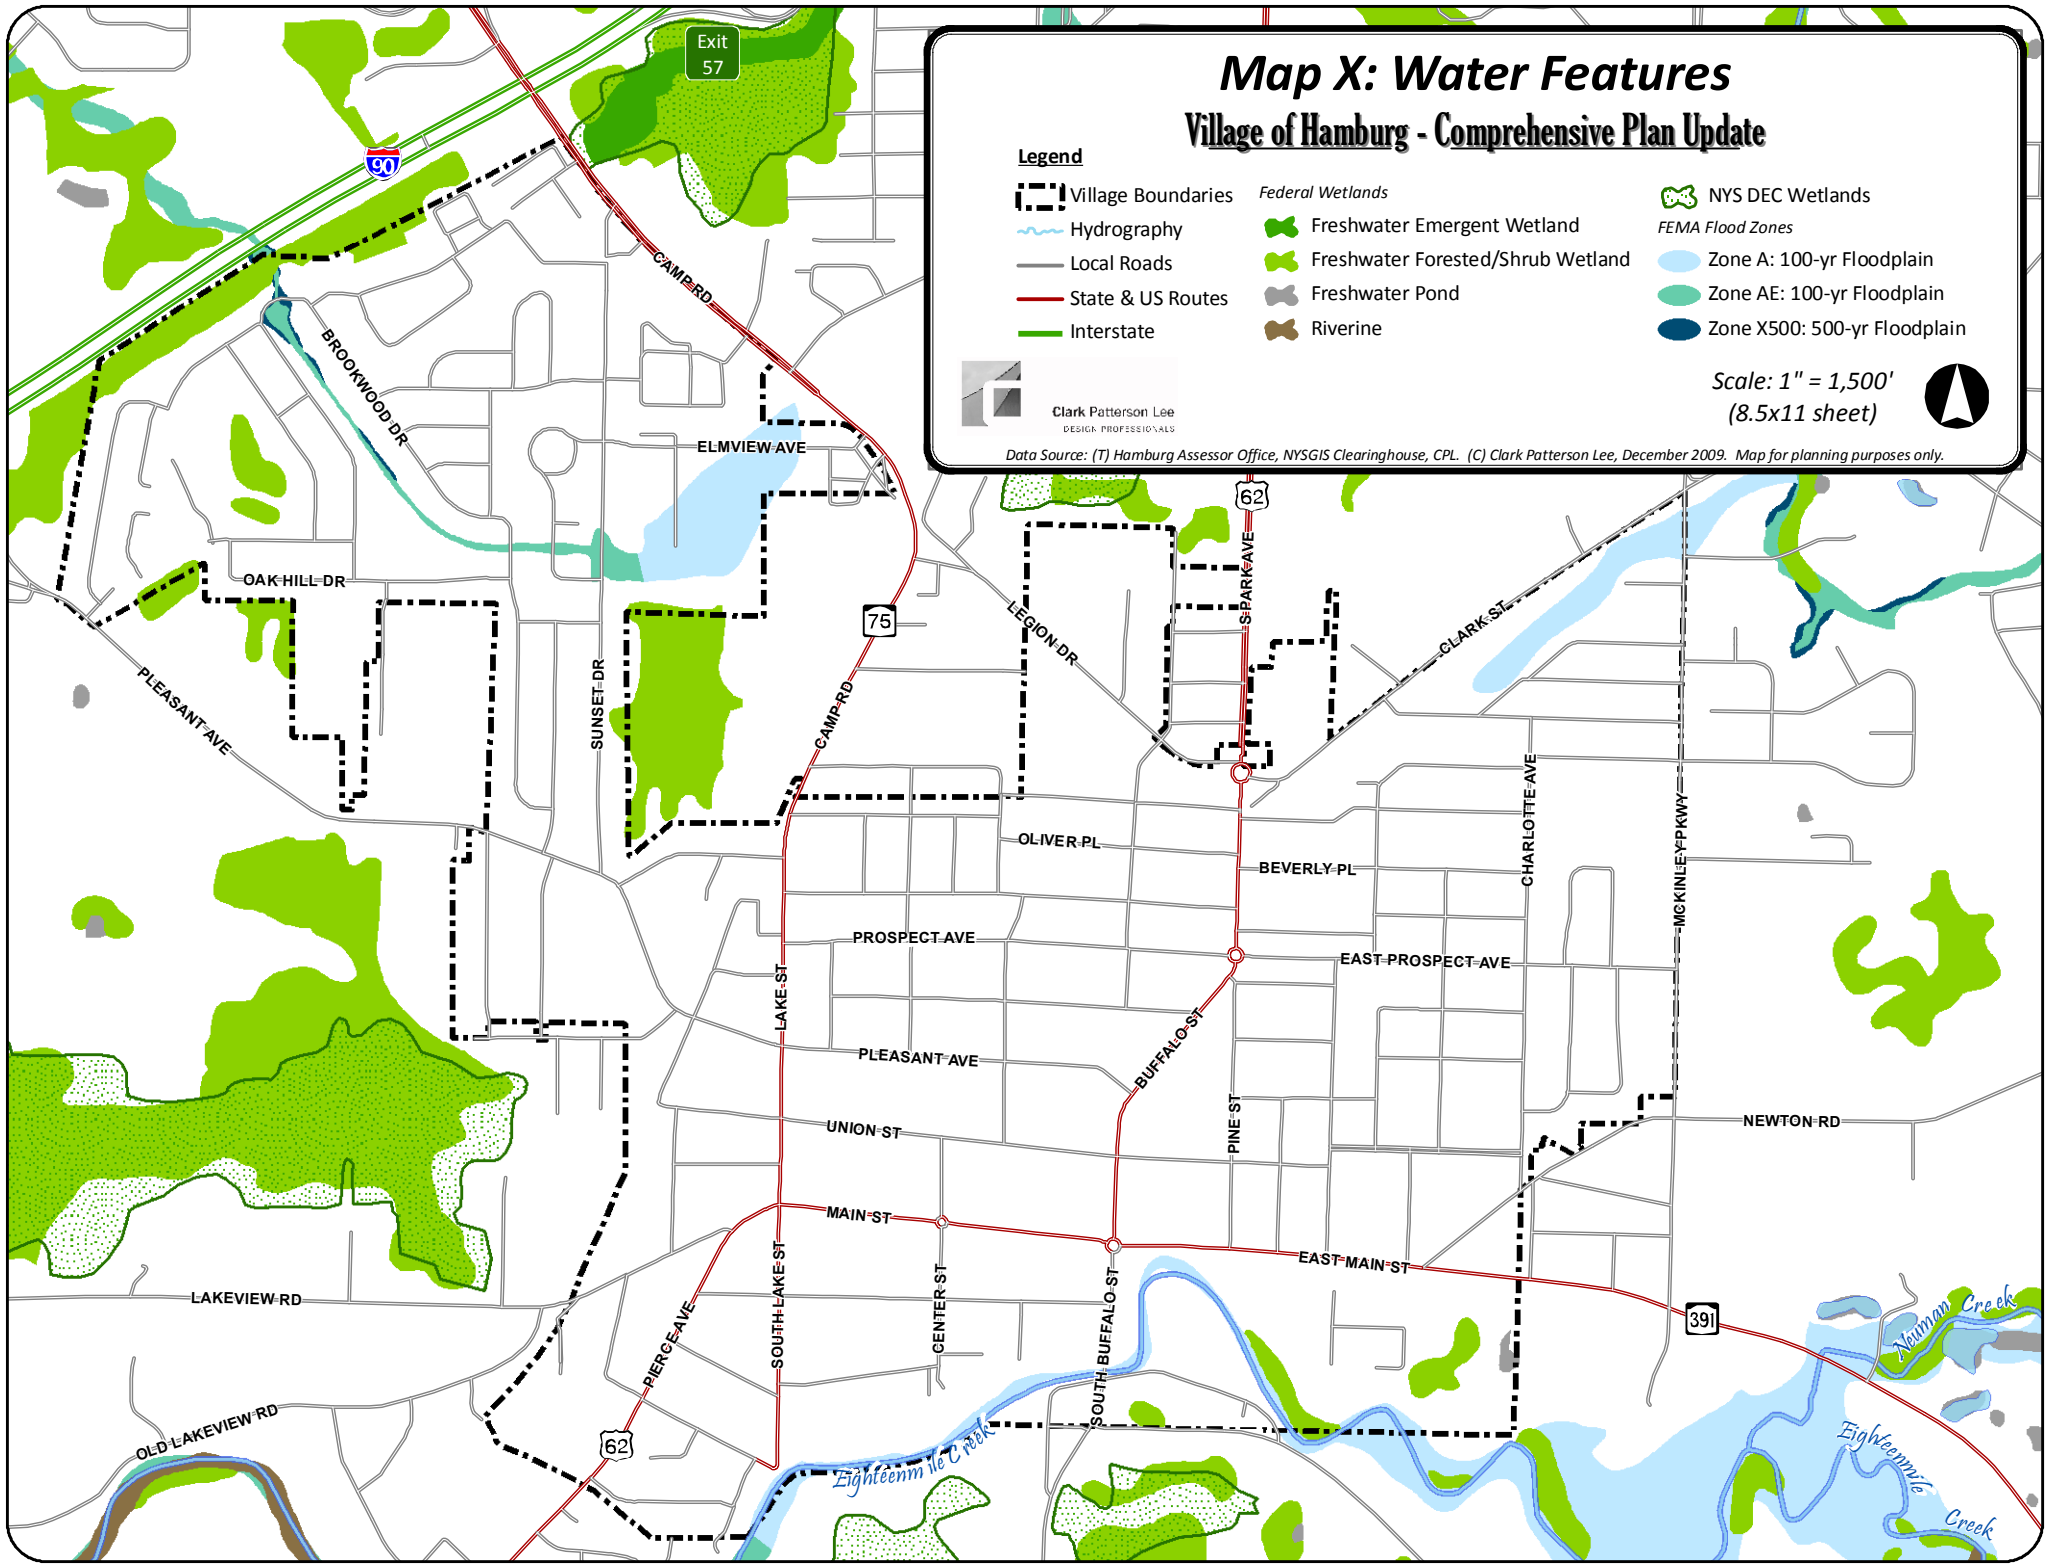 Exit
57
Map X: Water Features
Village of Hamburg - Comprehensive Plan Update
Legend
Village Boundaries
Hydrography
Local Roads
State & US Routes
Interstate
Federal Wetlands
Freshwater Emergent Wetland
Freshwater Forested/Shrub Wetland
Freshwater Pond
Riverine
NYS DEC Wetlands
FEMA Flood Zones
Zone A: 100-yr Floodplain
Zone AE: 100-yr Floodplain
Zone X500: 500-yr Floodplain
Scale: 1" = 1,500'
(8.5x11 sheet)
Clark Patterson Lee
DESIGN PROFESSIONALS
Data Source: (T) Hamburg Assessor Office, NYSGIS Clearinghouse, CPL. (C) Clark Patterson Lee, December 2009. Map for planning purposes only.
90
CAMP RD
BROOKWOOD DR
ELMVIEW AVE
62
OAK HILL DR
S PARK AVE
75
LEGION DR
CLARK ST
PLEASANT AVE
SUNSET DR
CAMP RD
CHARLOTTE AVE
MCKINLEY PKWY
OLIVER PL
BEVERLY PL
PROSPECT AVE
EAST PROSPECT AVE
LAKE ST
BUFFALO ST
PLEASANT AVE
PINE ST
UNION ST
NEWTON RD
MAIN ST
EAST MAIN ST
LAKEVIEW RD
SOUTH LAKE ST
CENTER ST
SOUTH BUFFALO ST
PIERCE AVE
391
Neuman Creek
OLD LAKEVIEW RD
62
Eighteenmile Creek
Eighteenmile
Creek